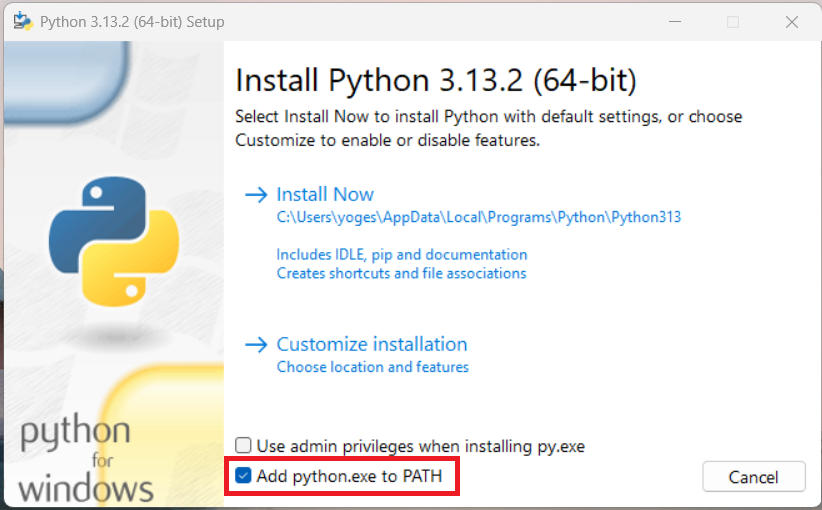 Python 3.13.2 (64-bit) Setup
Install Python 3.13.2 (64-bit)
Select Install Now to install Python with default settings, or choose
Customize to enable or disable features.
Install Now
C:\Users\yoges\AppData\Local\Programs\Python\Python313
Includes IDLE, pip and documentation
Creates shortcuts and file associations
Customize installation
Choose location and features
Use admin privileges when installing py.exe
Add python.exe to PATH
Cancel
python
for
windows